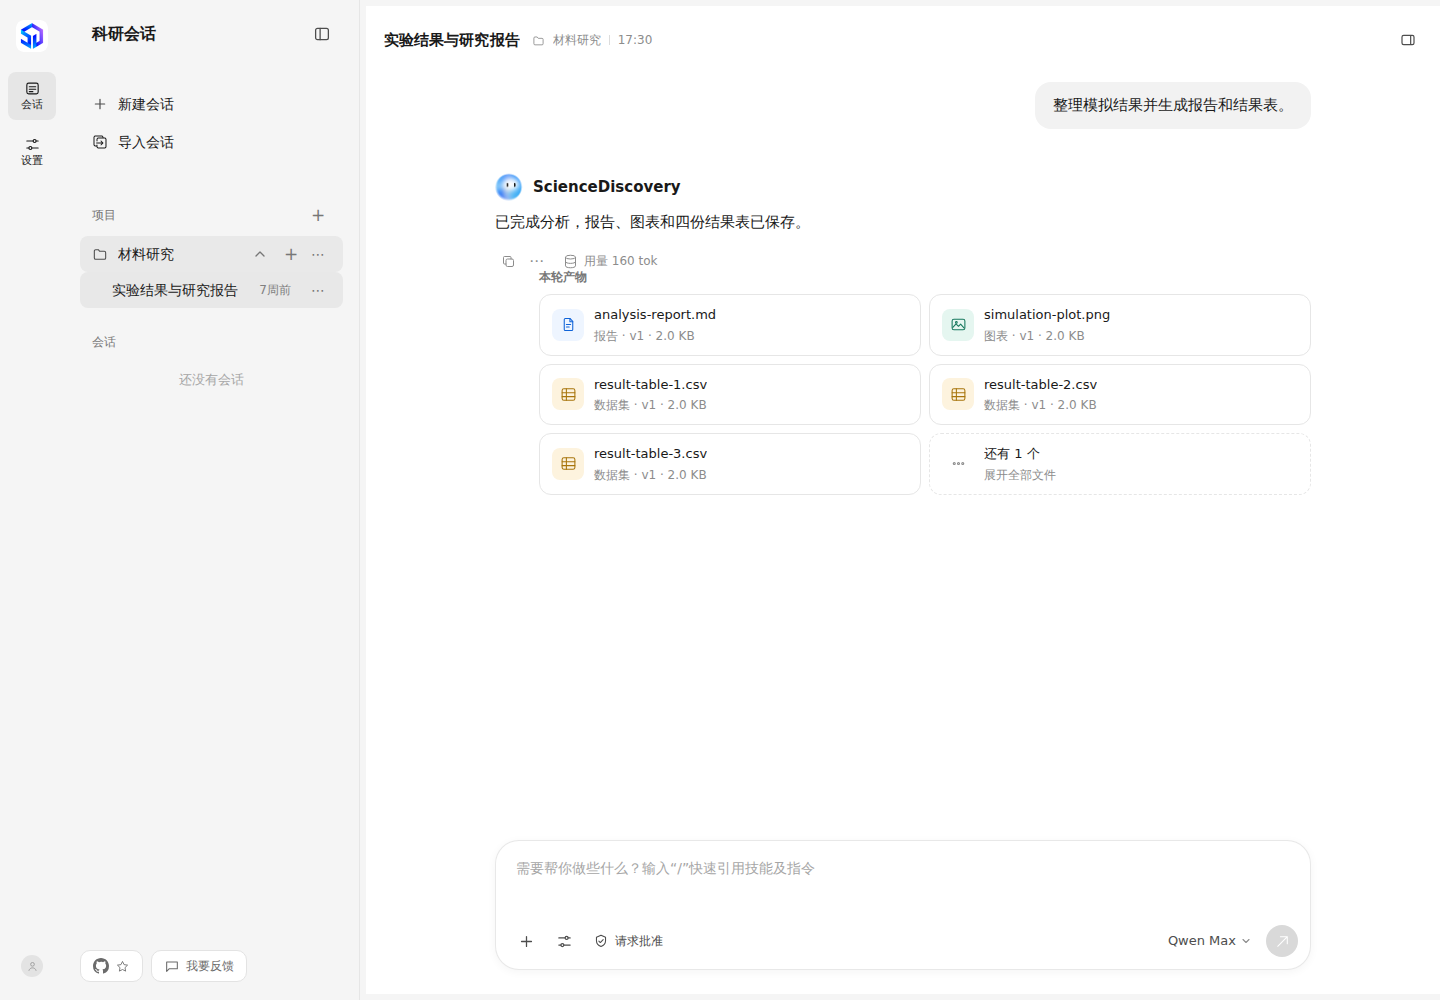 科研会话
会话
设置
新建会话
导入会话
项目
材料研究
实验结果与研究报告 7周前
会话
还没有会话
我要反馈
实验结果与研究报告 材料研究 17:30
整理模拟结果并生成报告和结果表。
ScienceDiscovery
已完成分析，报告、图表和四份结果表已保存。
用量 160 tok
本轮产物
analysis-report.md
报告 · v1 · 2.0 KB
simulation-plot.png
图表 · v1 · 2.0 KB
result-table-1.csv
数据集 · v1 · 2.0 KB
result-table-2.csv
数据集 · v1 · 2.0 KB
result-table-3.csv
数据集 · v1 · 2.0 KB
还有 1 个
展开全部文件
需要帮你做些什么？输入“/”快速引用技能及指令
请求批准
Qwen Max